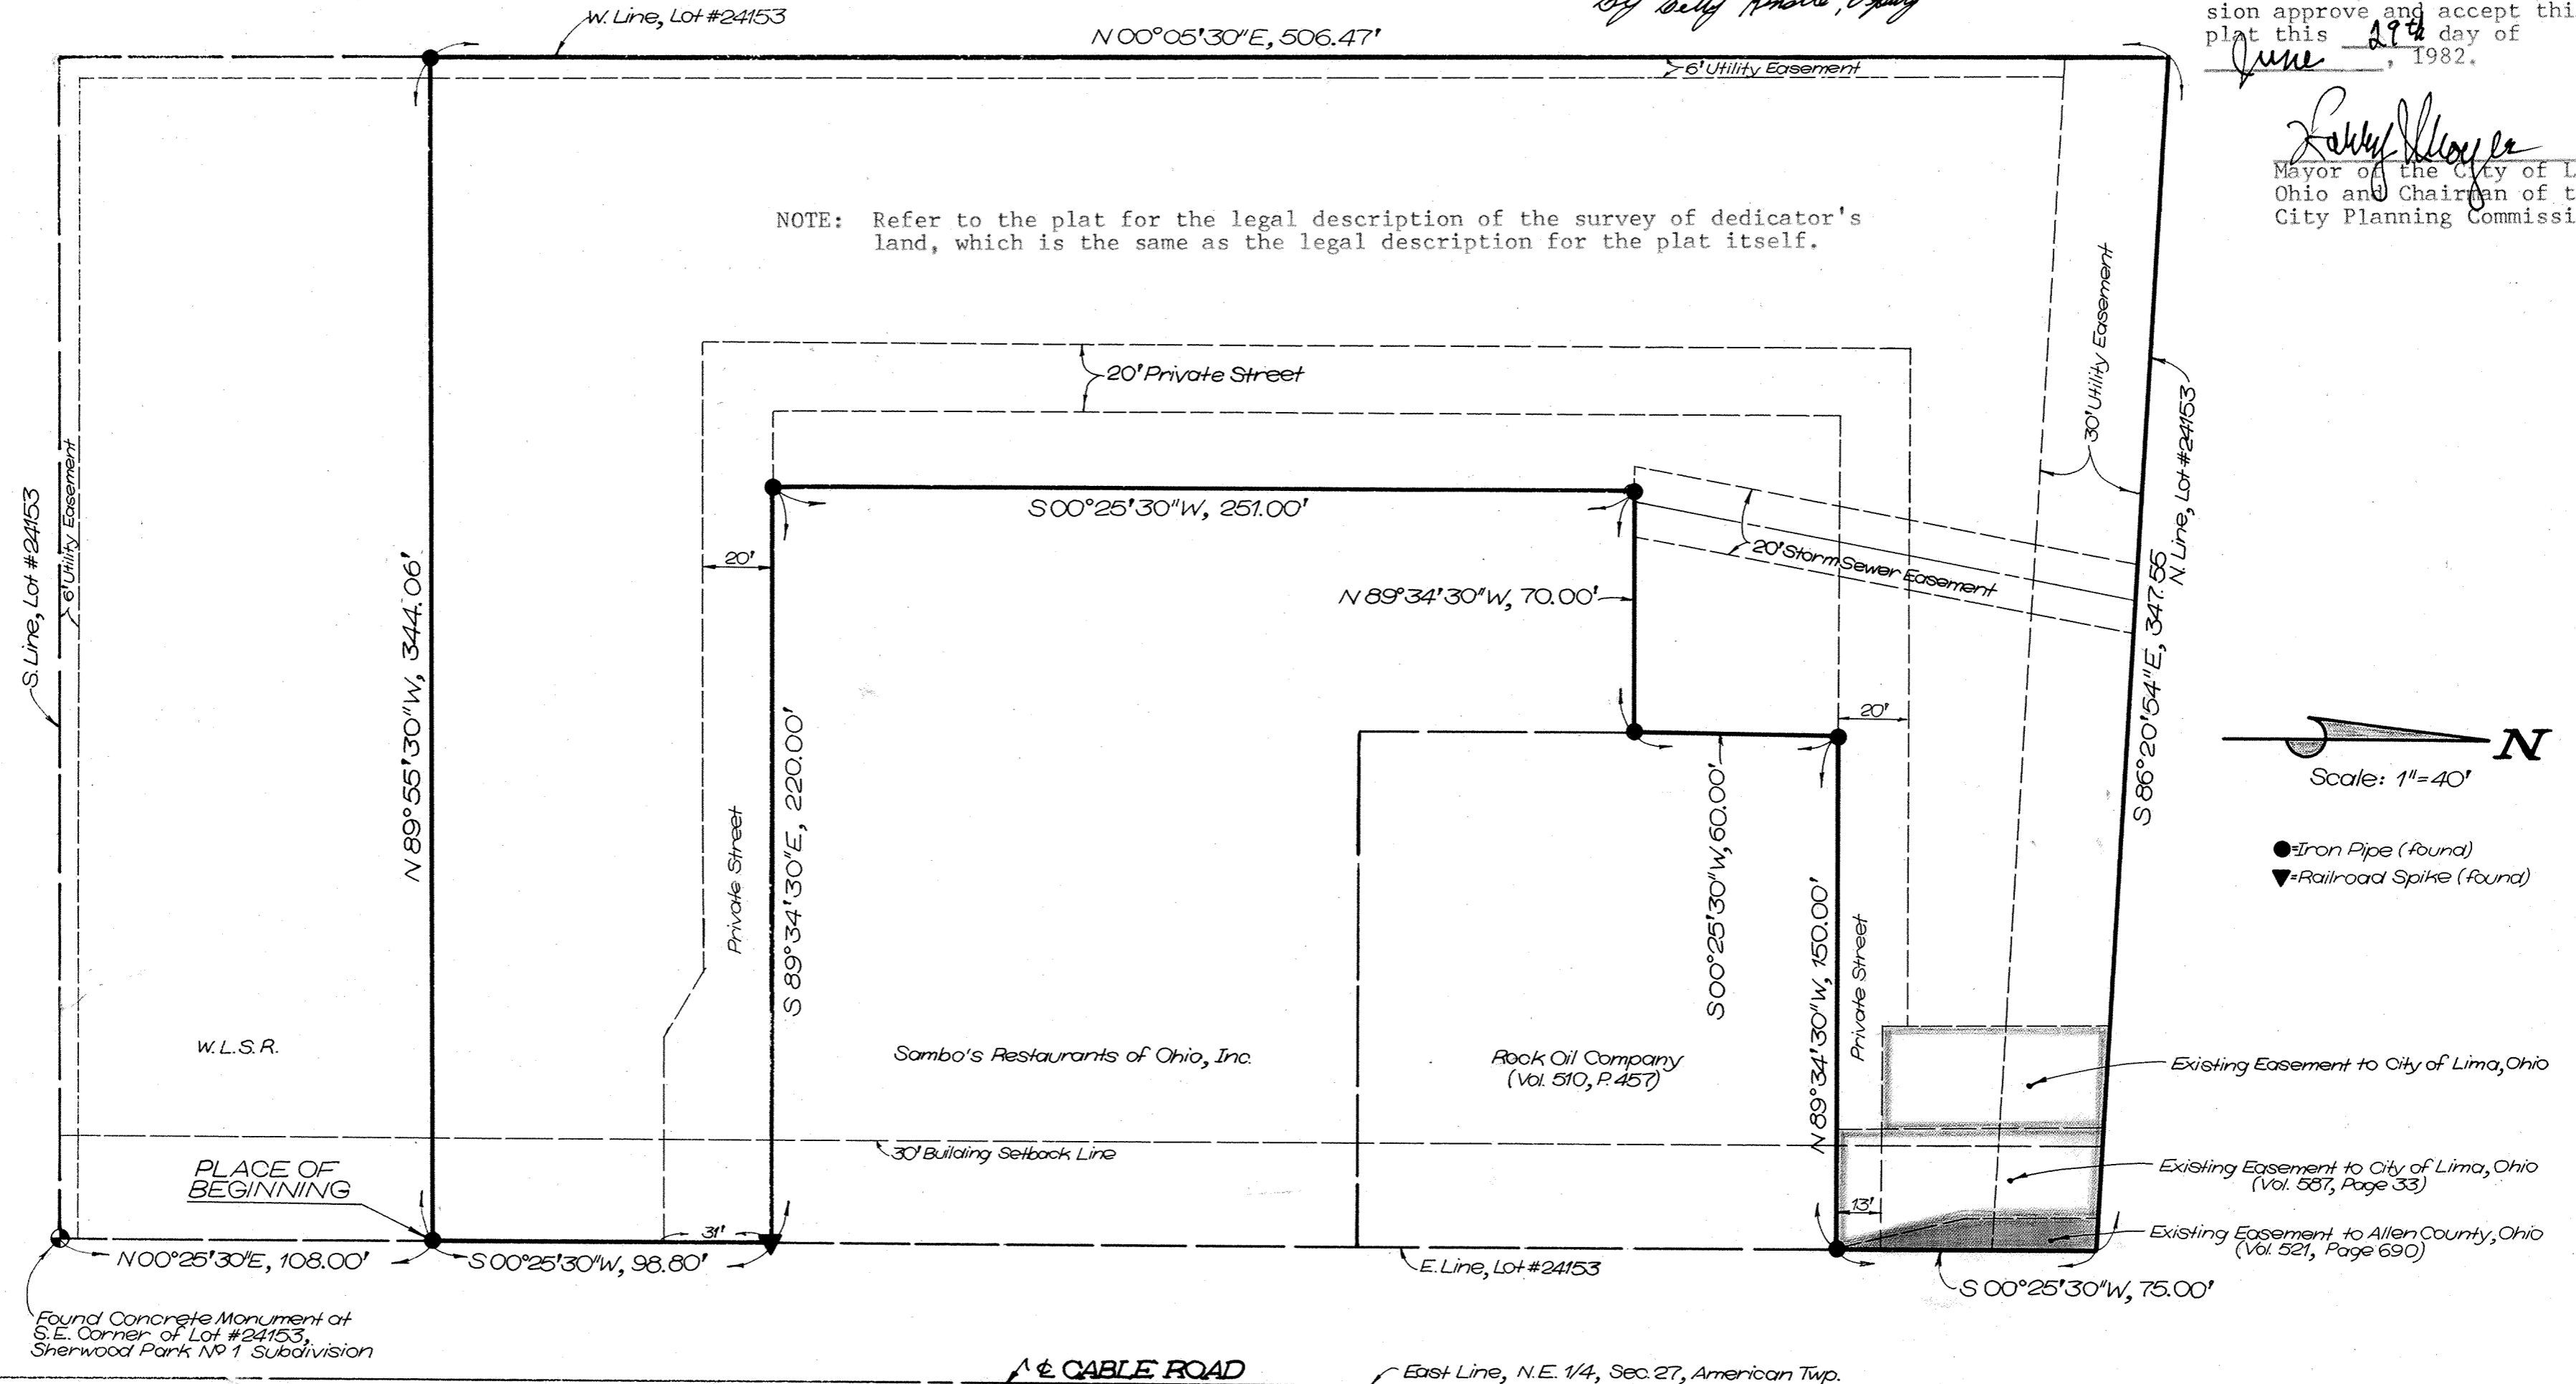 W. Line, Lot #24153
N 00°05'30"E, 506.47'
6' Utility Easement
sion approve and accept thi
plat this 29th day of
June, 1982.
Mayor of the City of L
Ohio and Chairman of t
City Planning Commissi
NOTE: Refer to the plat for the legal description of the survey of dedicator's
land, which is the same as the legal description for the plat itself.
S. Line, Lot #24153
6' Utility Easement
N 89°55'30"W, 344.06'
20' Private Street
20'
S 00°25'30"W, 251.00'
N 89°34'30"W, 70.00'
20' Storm Sewer Easement
30' Utility Easement
N. Line, Lot #24153
S 86°20'54"E, 347.55
20'
Private Street
S 89°34'30"E, 220.00'
S 00°25'30"W, 60.00'
N 89°34'30"W, 150.00'
Private Street
N
Scale: 1"=40'
●=Iron Pipe (found)
▼=Railroad Spike (found)
W.L.S.R.
Sambo's Restaurants of Ohio, Inc.
Rock Oil Company
(Vol. 510, P. 457)
Existing Easement to City of Lima, Ohio
30' Building Setback Line
PLACE OF
BEGINNING
Existing Easement to City of Lima, Ohio
(Vol. 587, Page 33)
13'
31'
Existing Easement to Allen County, Ohio
(Vol. 521, Page 690)
N 00°25'30"E, 108.00'
S 00°25'30"W, 98.80'
E. Line, Lot #24153
S 00°25'30"W, 75.00'
Found Concrete Monument at
S.E. Corner of Lot #24153,
Sherwood Park Nº 1 Subdivision
℄ CABLE ROAD
East Line, N.E. 1/4, Sec. 27, American Twp.